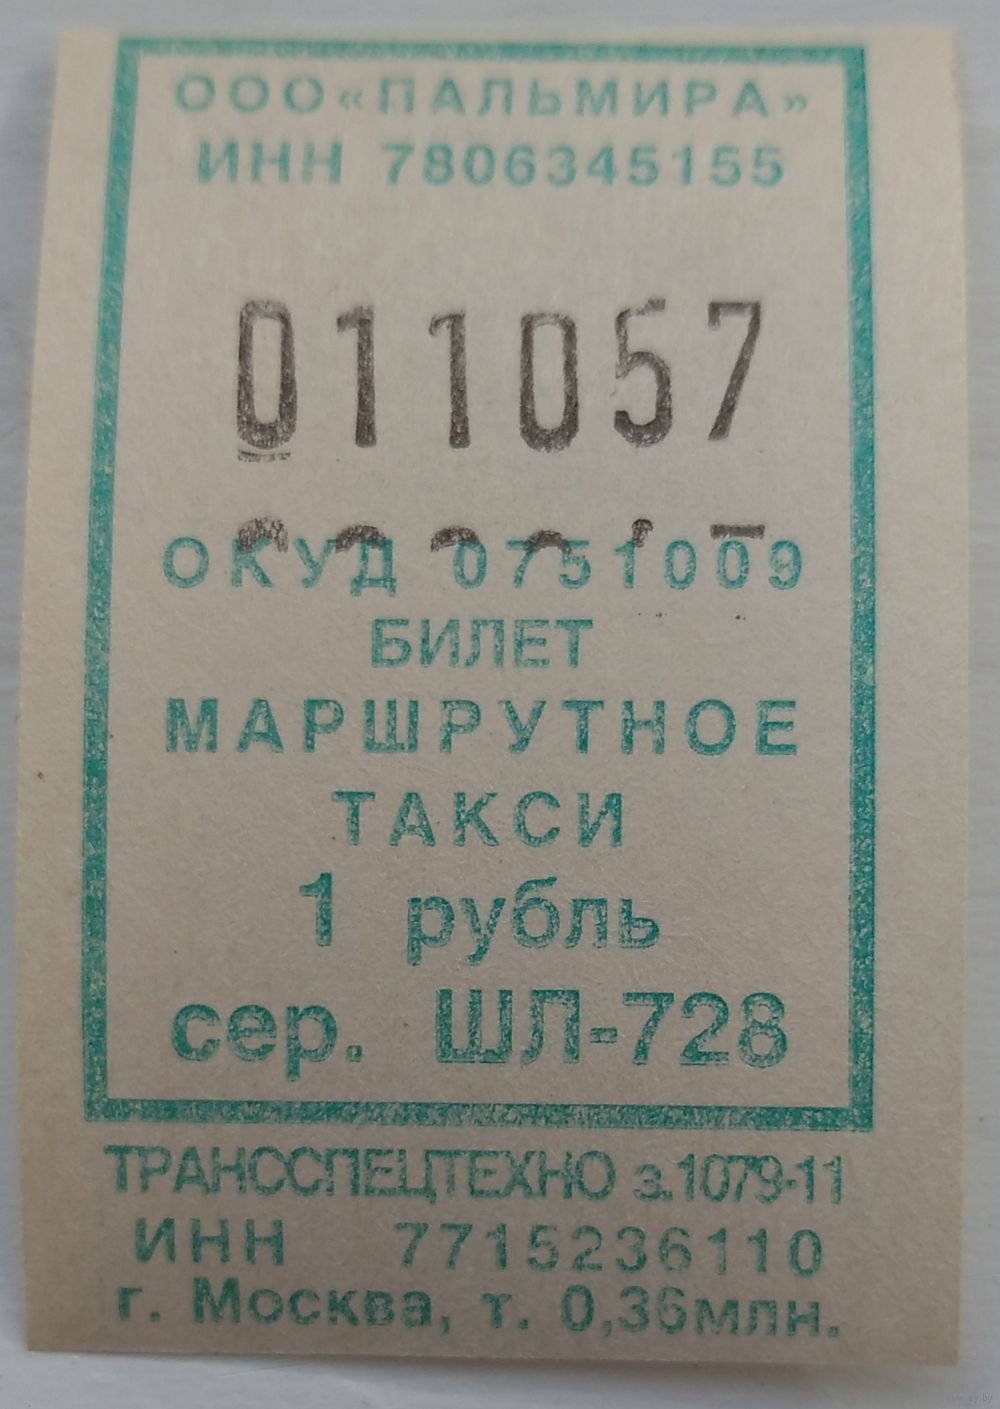 ООО«ПАЛЬМИРА»
ИНН 7806345155
011057
ОКУД 0751009
БИЛЕТ
МАРШРУТНОЕ
ТАКСИ
1 рубль
сер. ШЛ-728
ТРАНССПЕЦТЕХНО з.1079-11
ИНН 7715236110
г. Москва, т. 0,36млн.